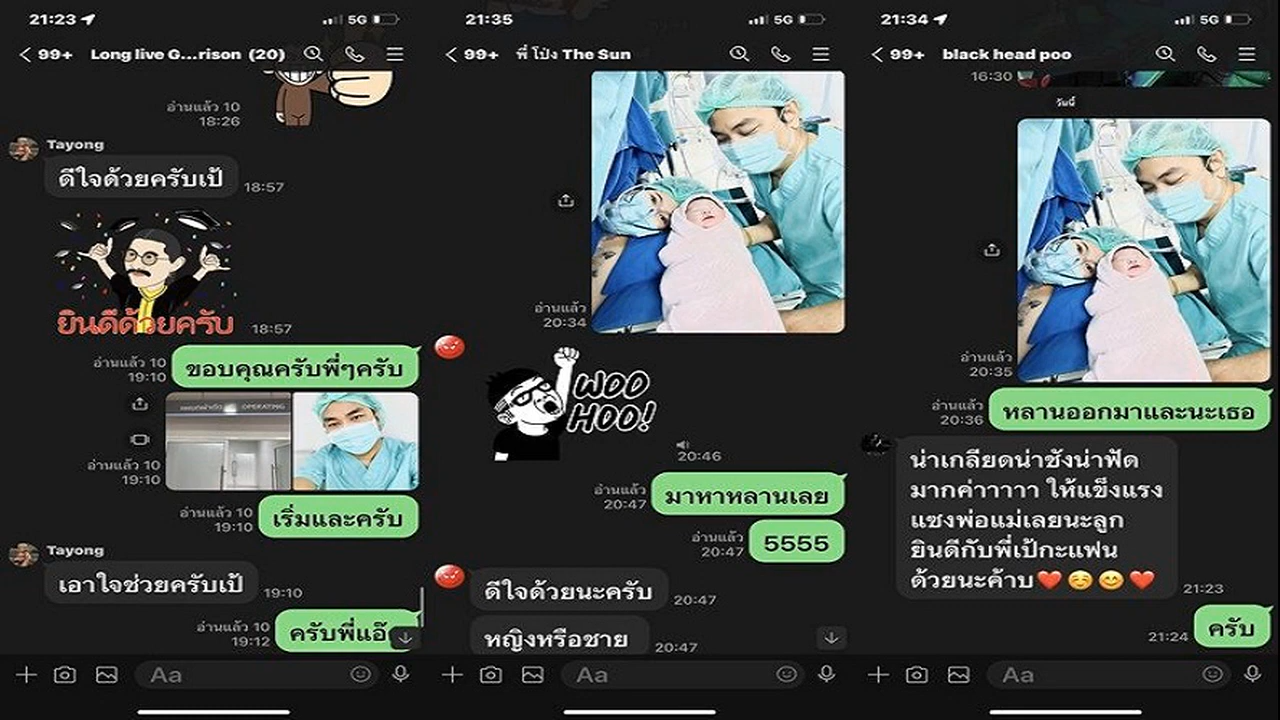 21:23
5G
99+ Long live G...rison (20)
อ่านแล้ว 10
18:26
Tayong
ดีใจด้วยครับเป้
18:57
ยินดีด้วยครับ
18:57
อ่านแล้ว 10
19:10
ขอบคุณครับพี่ๆครับ
OPERATING
อ่านแล้ว 10
19:10
อ่านแล้ว 10
19:10
เริ่มและครับ
Tayong
เอาใจช่วยครับเป้
19:10
อ่านแล้ว 10
19:12
ครับพี่แอ๊
Aa
21:35
5G
99+ พี่ โป่ง The Sun
อ่านแล้ว
20:34
WOO
HOO!
20:46
อ่านแล้ว
20:47
มาหาหลานเลย
อ่านแล้ว
20:47
5555
ดีใจด้วยนะครับ
20:47
หญิงหรือชาย
20:47
Aa
21:34
5G
99+ black head poo
16:30
วันนี้
อ่านแล้ว
20:35
อ่านแล้ว
20:36
หลานออกมาและนะเธอ
น่าเกลียดน่าชังน่าฟัด
มากค่าาาาา ให้แข็งแรง
แซงพ่อแม่เลยนะลูก
ยินดีกับพี่เป้กะแฟน
ด้วยนะค้าบ❤️☺️😊❤️
21:23
21:24
ครับ
Aa